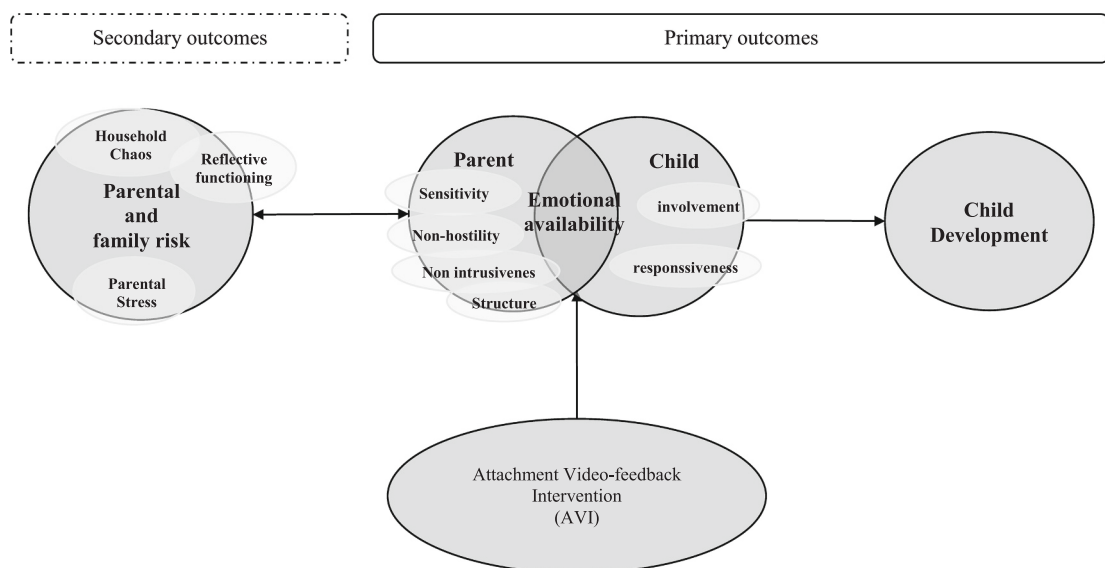 Secondary outcomes
Primary outcomes
Household
Chaos
Reflective
functioning
Parental
and
family risk
Parental
Stress
Parent
Sensitivity
Non-hostility
Non intrusivenes
Structure
Emotional
availability
Child
involvement
responssiveness
Child
Development
Attachment Video-feedback
Intervention
(AVI)